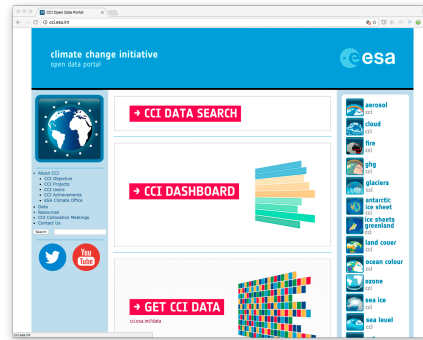 CCI Open Data Portal
cci.esa.int
climate change initiative
open data portal
esa
About CCI
CCI Objective
CCI Projects
CCI Users
CCI Achievements
ESA Climate Office
Data
Resources
CCI Colocation Meetings
Contact Us
Search
You
Tube
→ CCI DATA SEARCH
→ CCI DASHBOARD
→ GET CCI DATA
cci.esa.int/data
aerosol
cci
cloud
cci
fire
cci
ghg
cci
glaciers
cci
antarctic
ice sheet
cci
ice sheets
greenland
cci
land cover
cci
ocean colour
cci
ozone
cci
sea ice
cci
sea level
cci
cci.esa.int